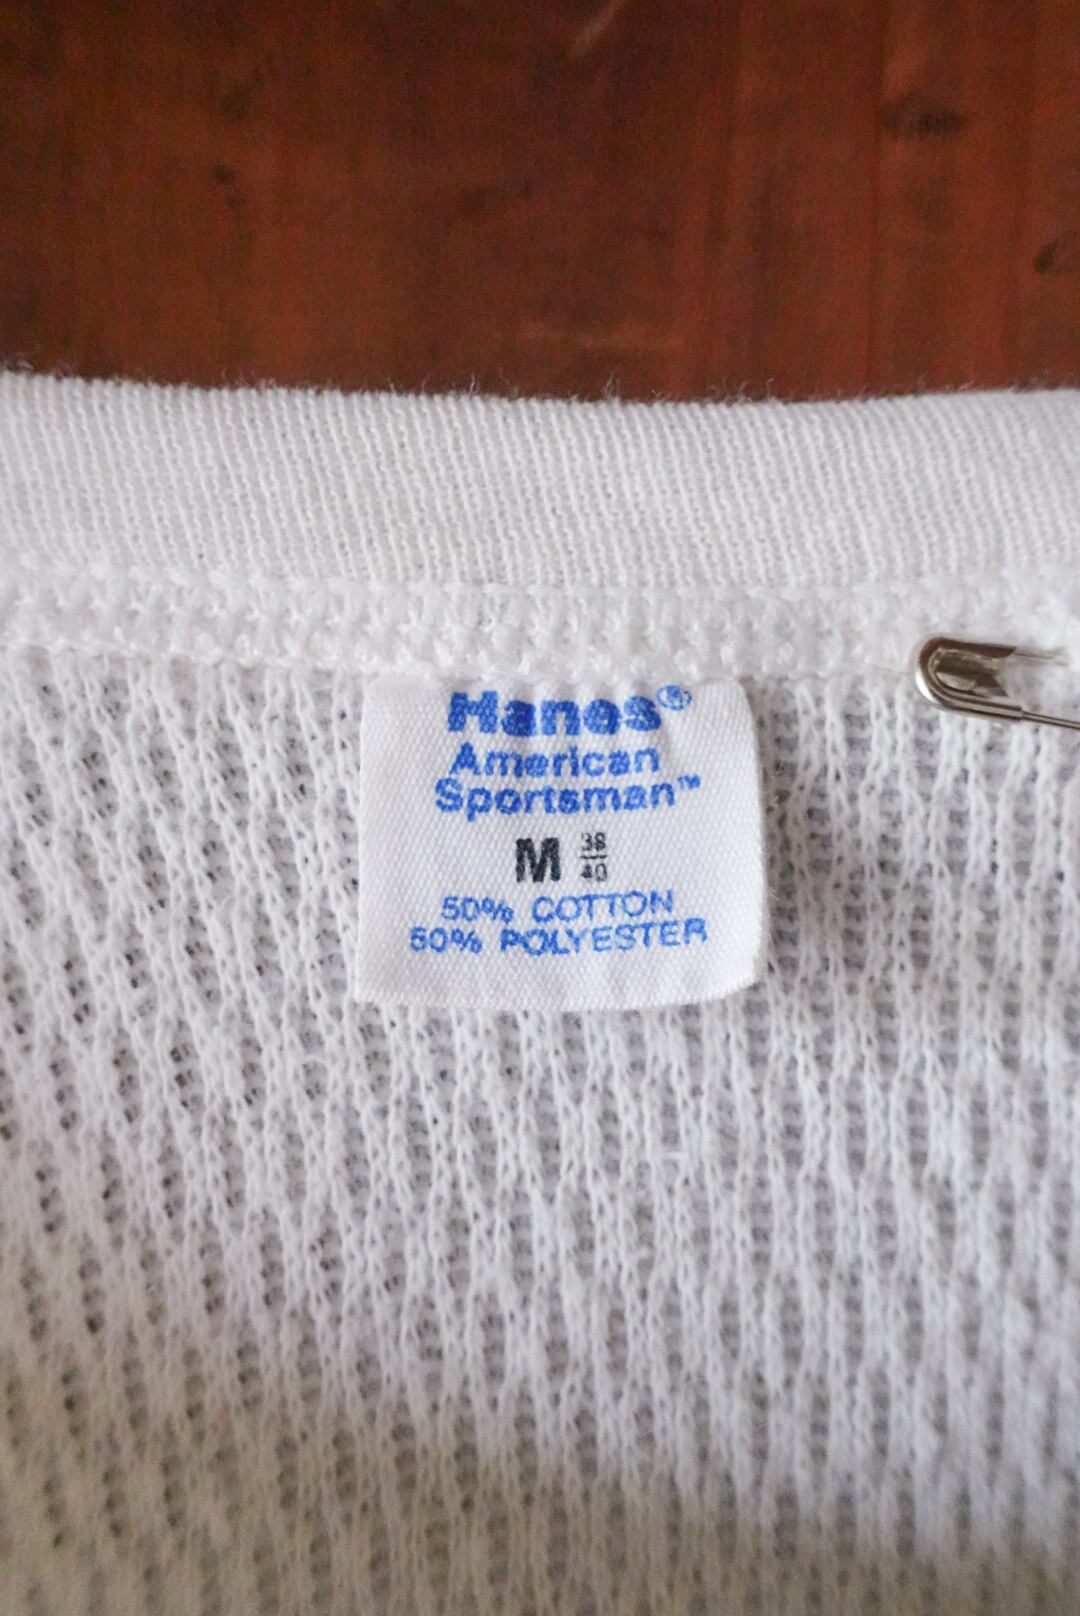 Hanes®
American
Sportsman™
M 38/40
50% COTTON
50% POLYESTER